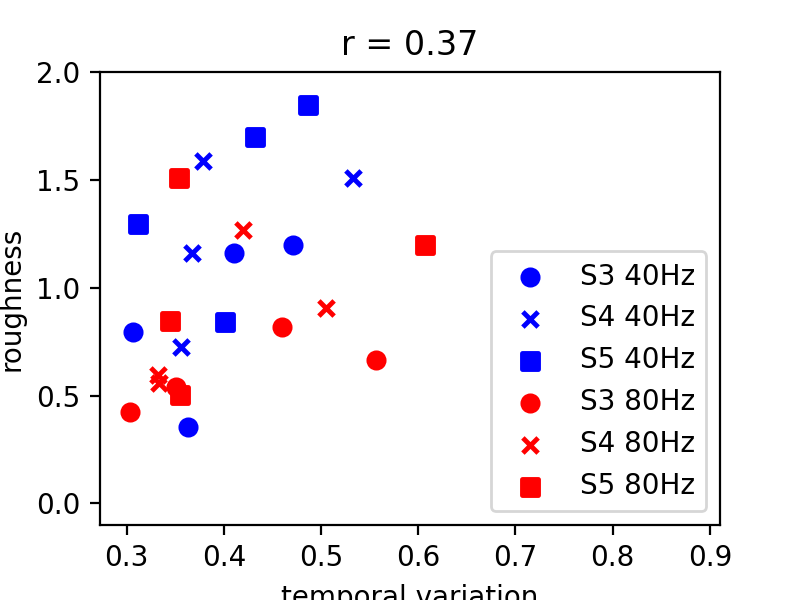 r = 0.37
2.0
1.5
1.0
0.5
0.0
roughness
S3 40Hz
S4 40Hz
S5 40Hz
S3 80Hz
S4 80Hz
S5 80Hz
0.3 0.4 0.5 0.6 0.7 0.8 0.9
temporal variation